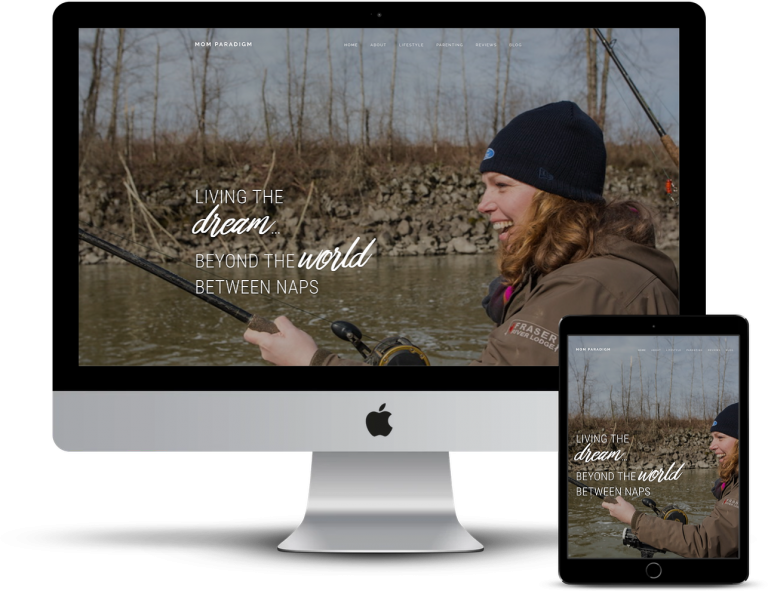 MOM PARADIGM
HOME ABOUT LIFESTYLE PARENTING REVIEWS BLOG
LIVING THE
dream...
BEYOND THE world
BETWEEN NAPS
FRASER
RIVER LODGE
MOM PARADIGM
LIVING THE
dream
BEYOND THE world
BETWEEN NAPS
FRASER